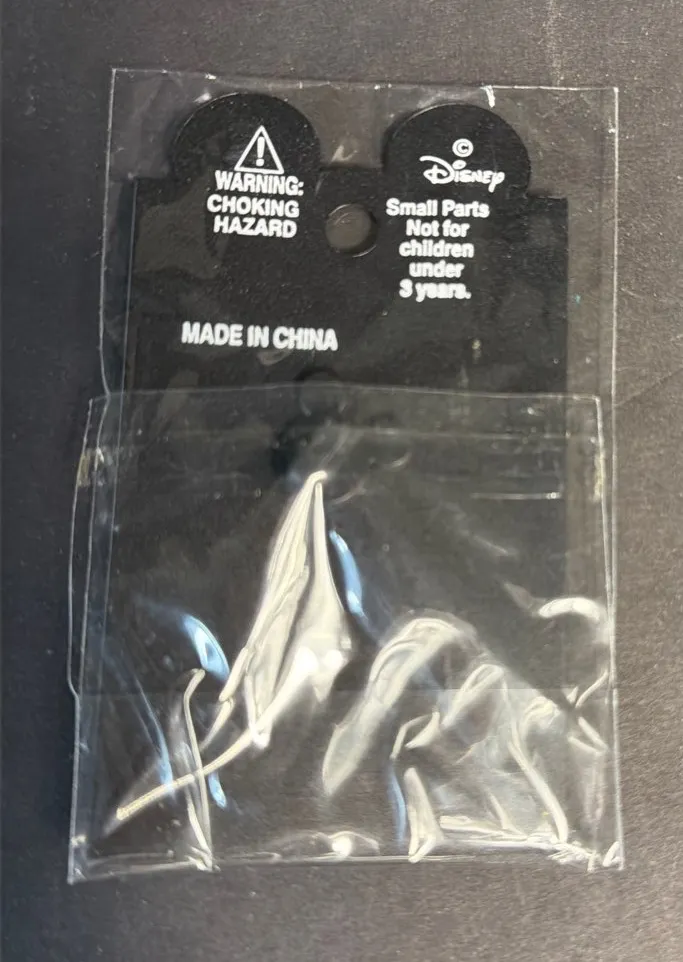 WARNING:
CHOKING
HAZARD
©
Disney
Small Parts
Not for
children
under
3 years.
MADE IN CHINA